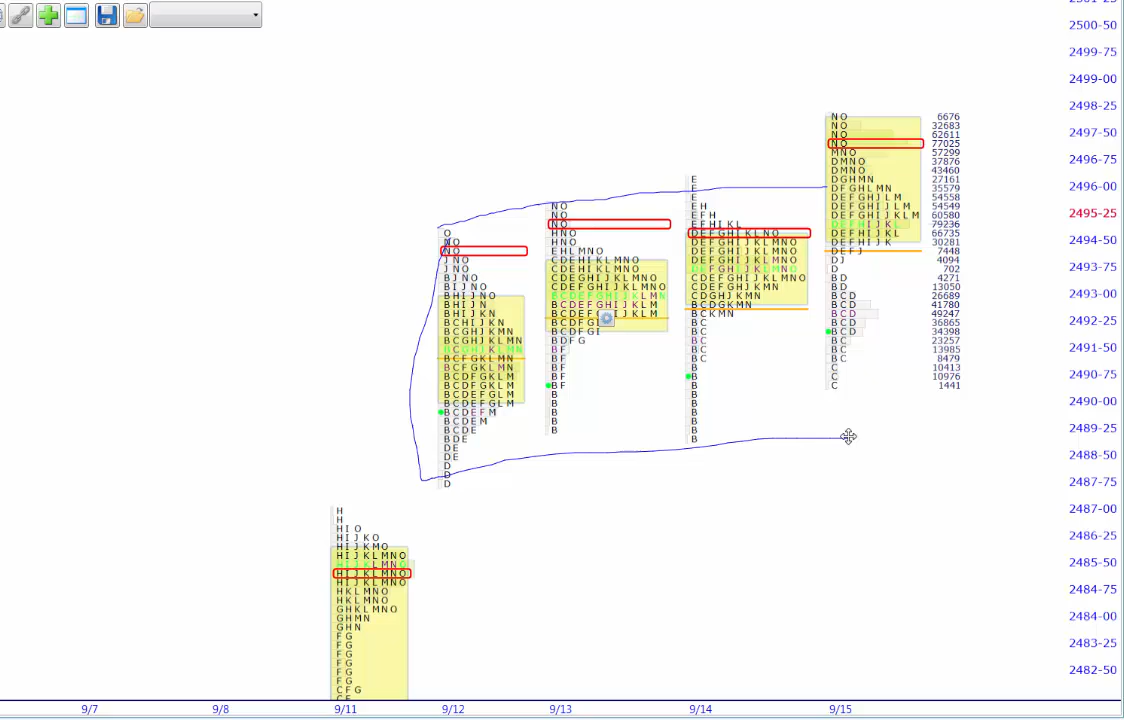 2501-25
2500-50
2499-75
2499-00
2498-25
2497-50
2496-75
2496-00
2495-25
2494-50
2493-75
2493-00
2492-25
2491-50
2490-75
2490-00
2489-25
2488-50
2487-75
2487-00
2486-25
2485-50
2484-75
2484-00
2483-25
2482-50
H
H
H I O
H I J K O
H I J K M O
H I J K L M N O
H I J K L M N O
H I J K L M N O
H I J K L M N O
H K L M N O
H K L M N O
G H K L M N O
G H M N
G H N
F G
F G
F G
F G
F G
F G
C F G
O
N O
N O
J N O
J N O
B J N O
B I J N O
B H I J N O
B H I J N
B H I J K N
B C H I J K N
B C G H J K M N
B C G H J K L M N
B C F G K L M N
B C F G K L M N
B C D F G K L M
B C D F G K L M
B C D E F G L M
B C D E F G L M
B C D E F M
B C D E M
B C D E
B D E
D E
D E
D
D
D
N O
N O
N O
H N O
H N O
E H L M N O
C D E H I K L M N O
C D E H I K L M N O
C D E G H I J K L M N O
C D E F G H I J K L M N O
B C D E F G H I J K L M N
B C D E F G H I J K L M
B C D F G I
B C D F G I
B D F G
B F
B F
B F
B F
B F
B
B
B
B
B
E
E
E
E H
E F H
E F H I K L
D E F G H I K L N O
D E F G H I J K L M N O
D E F G H I J K L M N O
D E F G H I J K L M N O
C D E F G H I J K M N O
C D E F G H J K M N
C D G H J K M N
B C D G K M N
B C K M N
B C
B C
B C
B C
B C
B
B
B
B
B
B
B
B
B
N O 6676
N O 32683
N O 62611
N O 77025
M N O 57299
D M N O 37876
D M N O 43460
D G H M N 27161
D F G H L M N 35579
D E F G H J L M 54558
D E F G H I J L M 54549
D E F G H I J K L M 60580
D E F H I J K L 79236
D E F H I J K L 66735
D E F H I J K 30281
D E F J 7448
D J 4094
D 702
B D 4271
B D 13050
B C D 26689
B C D 41780
B C D 49247
B C D 36865
B C D 34398
B C 23257
B C 13985
B C 8479
C 10413
C 10976
C 1441
9/7 9/8 9/11 9/12 9/13 9/14 9/15